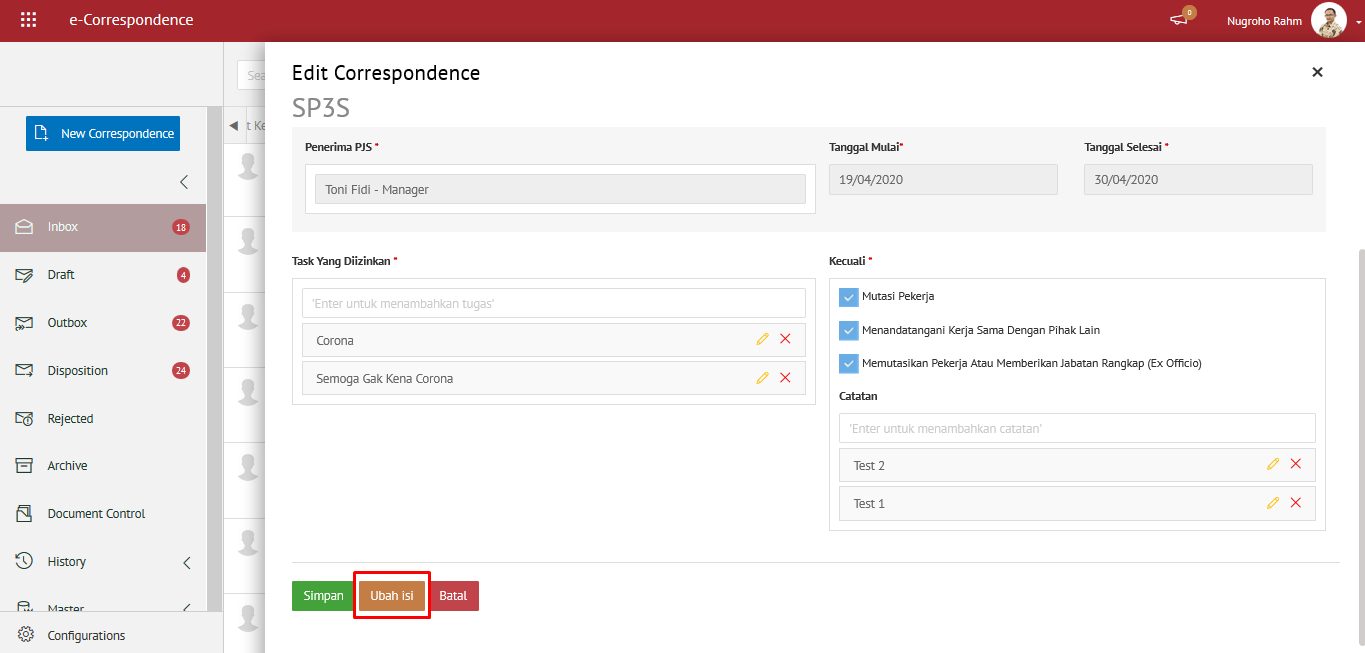 e-Correspondence
0
Nugroho Rahm
Sea
New Correspondence
t Ke
Inbox
18
Draft
4
Outbox
22
Disposition
24
Rejected
Archive
Document Control
History
Master
Configurations
Edit Correspondence
SP3S
Penerima PJS *
Tanggal Mulai*
Tanggal Selesai *
Toni Fidi - Manager
19/04/2020
30/04/2020
Task Yang Diizinkan *
Kecuali *
'Enter untuk menambahkan tugas'
Corona
Semoga Gak Kena Corona
Mutasi Pekerja
Menandatangani Kerja Sama Dengan Pihak Lain
Memutasikan Pekerja Atau Memberikan Jabatan Rangkap (Ex Officio)
Catatan
'Enter untuk menambahkan catatan'
Test 2
Test 1
Simpan
Ubah isi
Batal